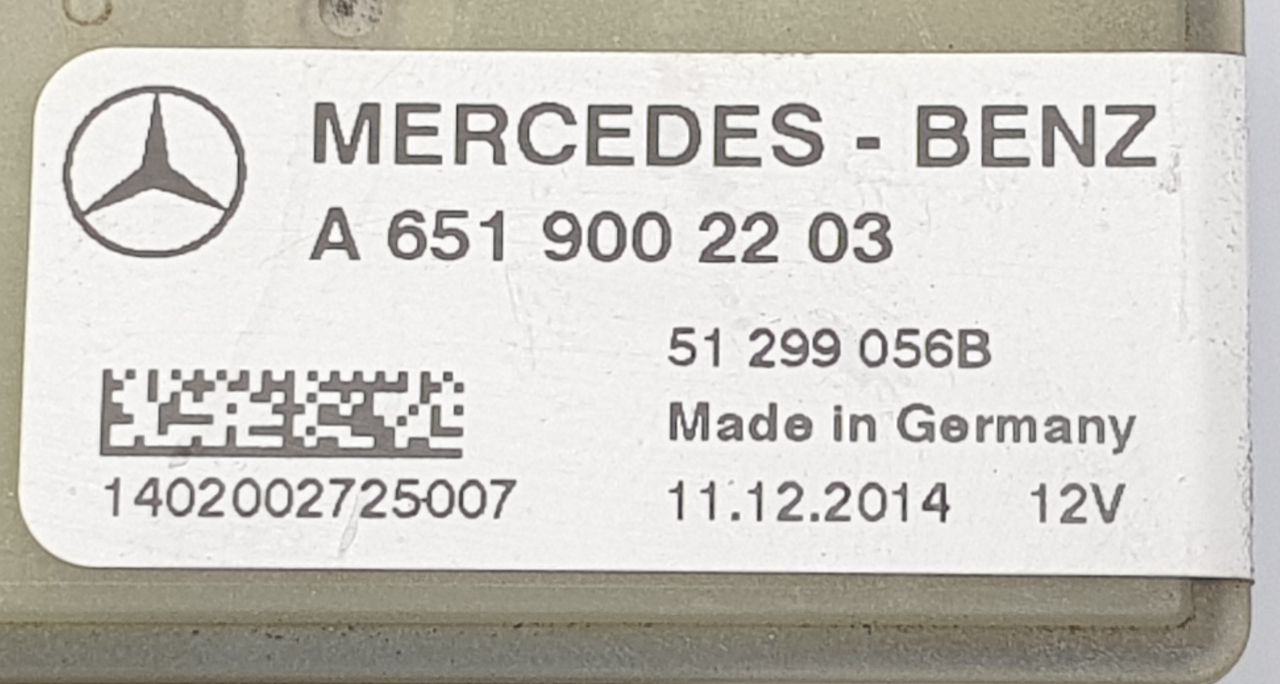 MERCEDES - BENZ
A 651 900 22 03
51 299 056B
Made in Germany
1402002725007
11.12.2014 12V